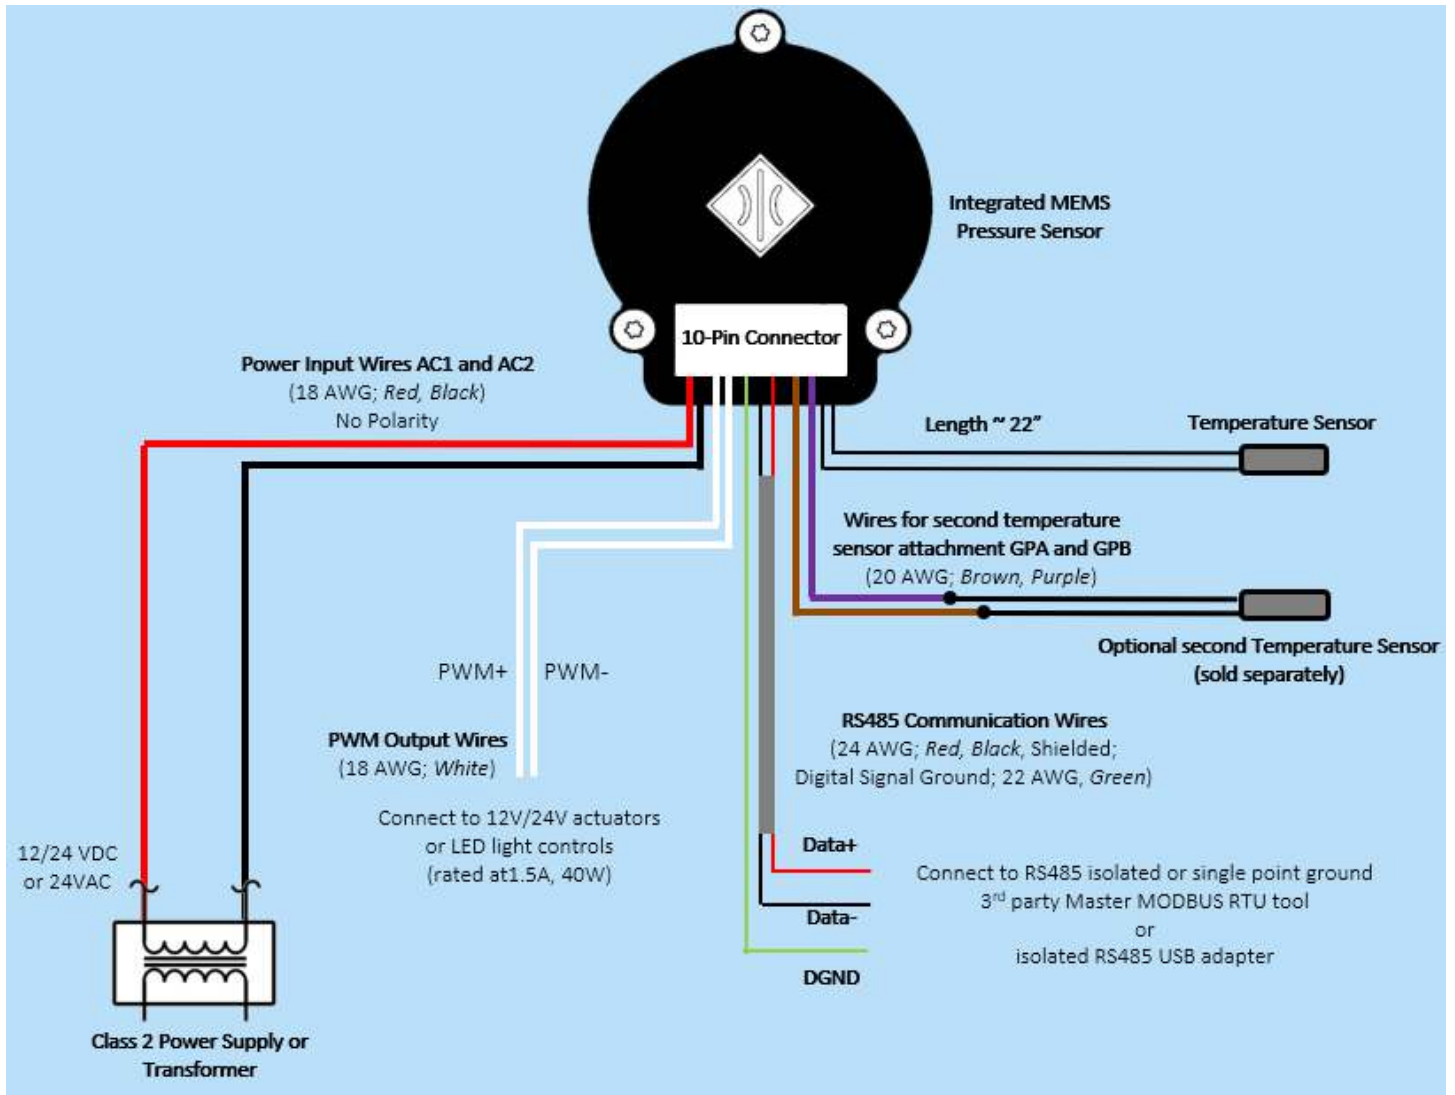 Integrated MEMS
Pressure Sensor
10-Pin Connector
Power Input Wires AC1 and AC2
(18 AWG; Red, Black)
No Polarity
Length ~ 22”
Temperature Sensor
Wires for second temperature
sensor attachment GPA and GPB
(20 AWG; Brown, Purple)
Optional second Temperature Sensor
(sold separately)
PWM+
PWM-
PWM Output Wires
(18 AWG; White)
Connect to 12V/24V actuators
or LED light controls
(rated at1.5A, 40W)
RS485 Communication Wires
(24 AWG; Red, Black, Shielded;
Digital Signal Ground; 22 AWG, Green)
12/24 VDC
or 24VAC
Data+
Data-
DGND
Connect to RS485 isolated or single point ground
3rd party Master MODBUS RTU tool
or
isolated RS485 USB adapter
Class 2 Power Supply or
Transformer